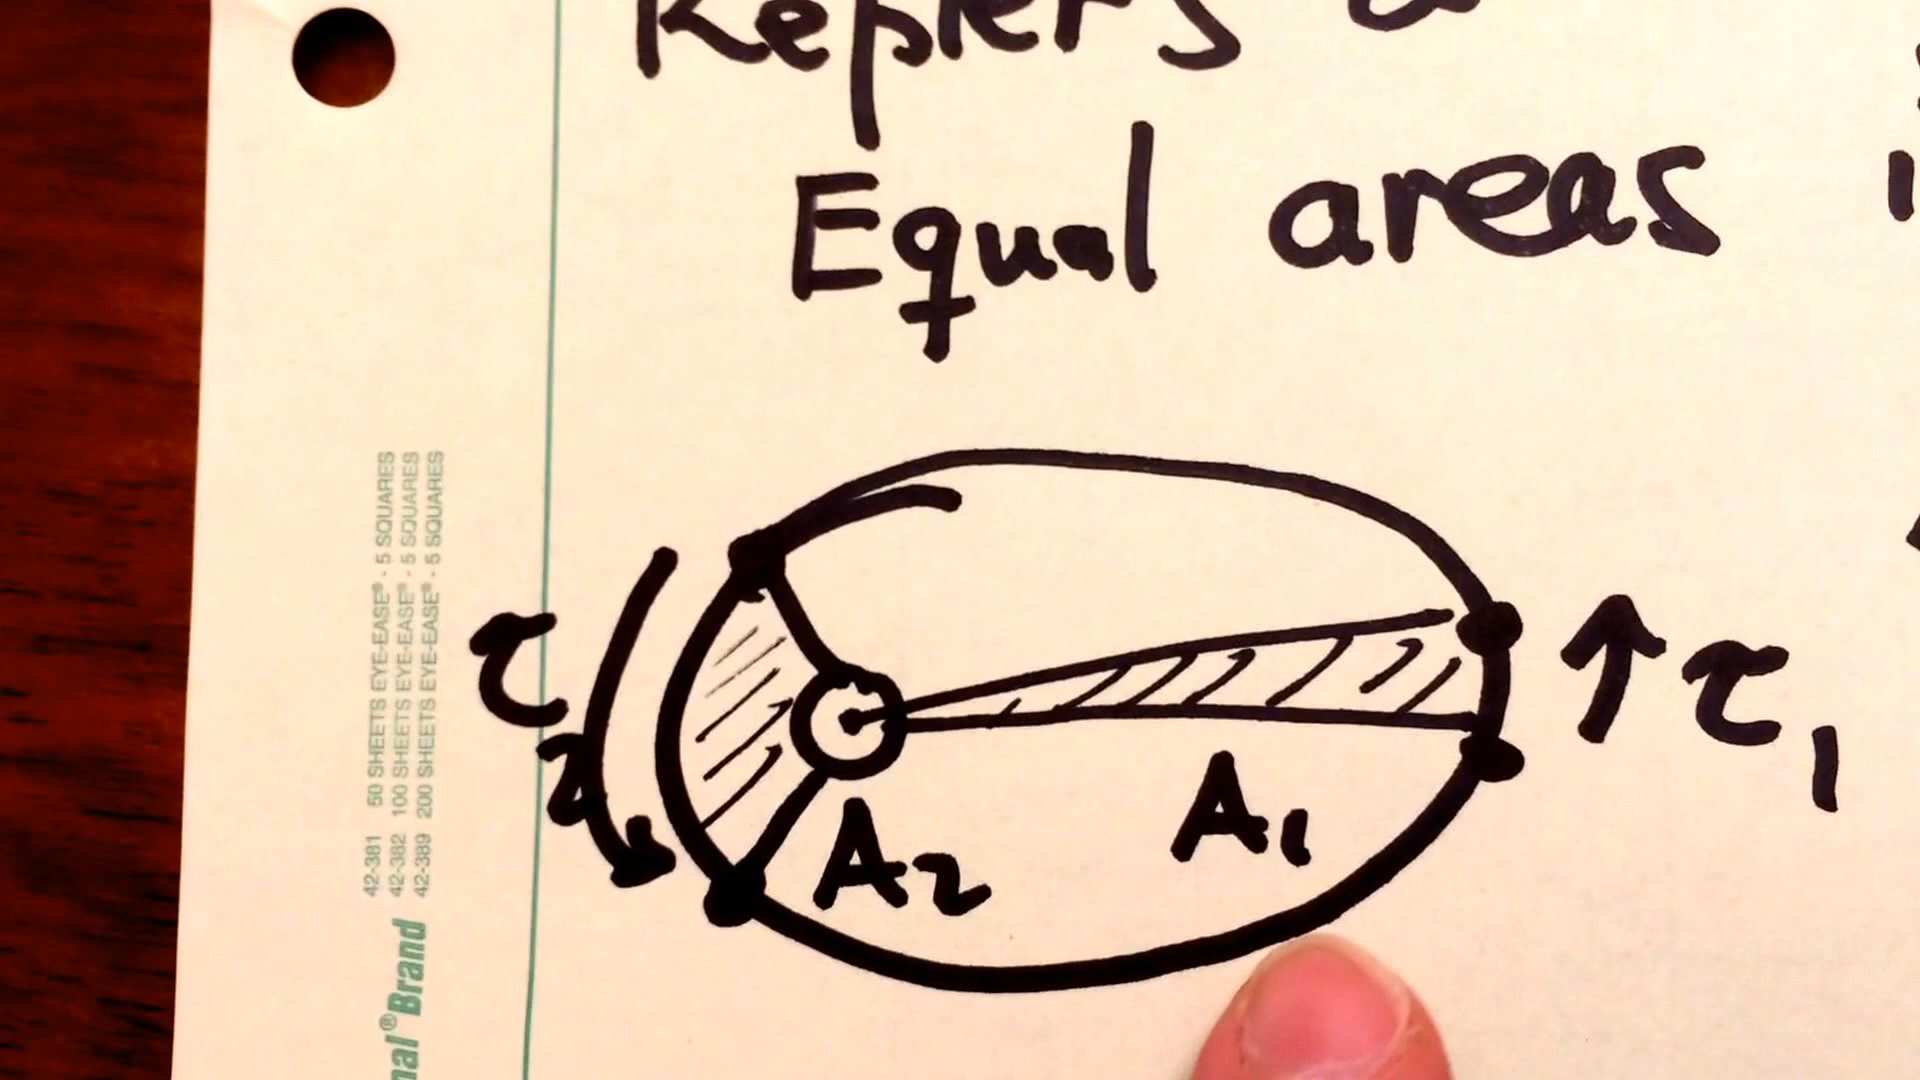 Kepler's
Equal areas
τ2
τ1
A2
A1
42-381 50 SHEETS EYE-EASE® - 5 SQUARES
42-382 100 SHEETS EYE-EASE® - 5 SQUARES
42-389 200 SHEETS EYE-EASE® - 5 SQUARES
nal®Brand